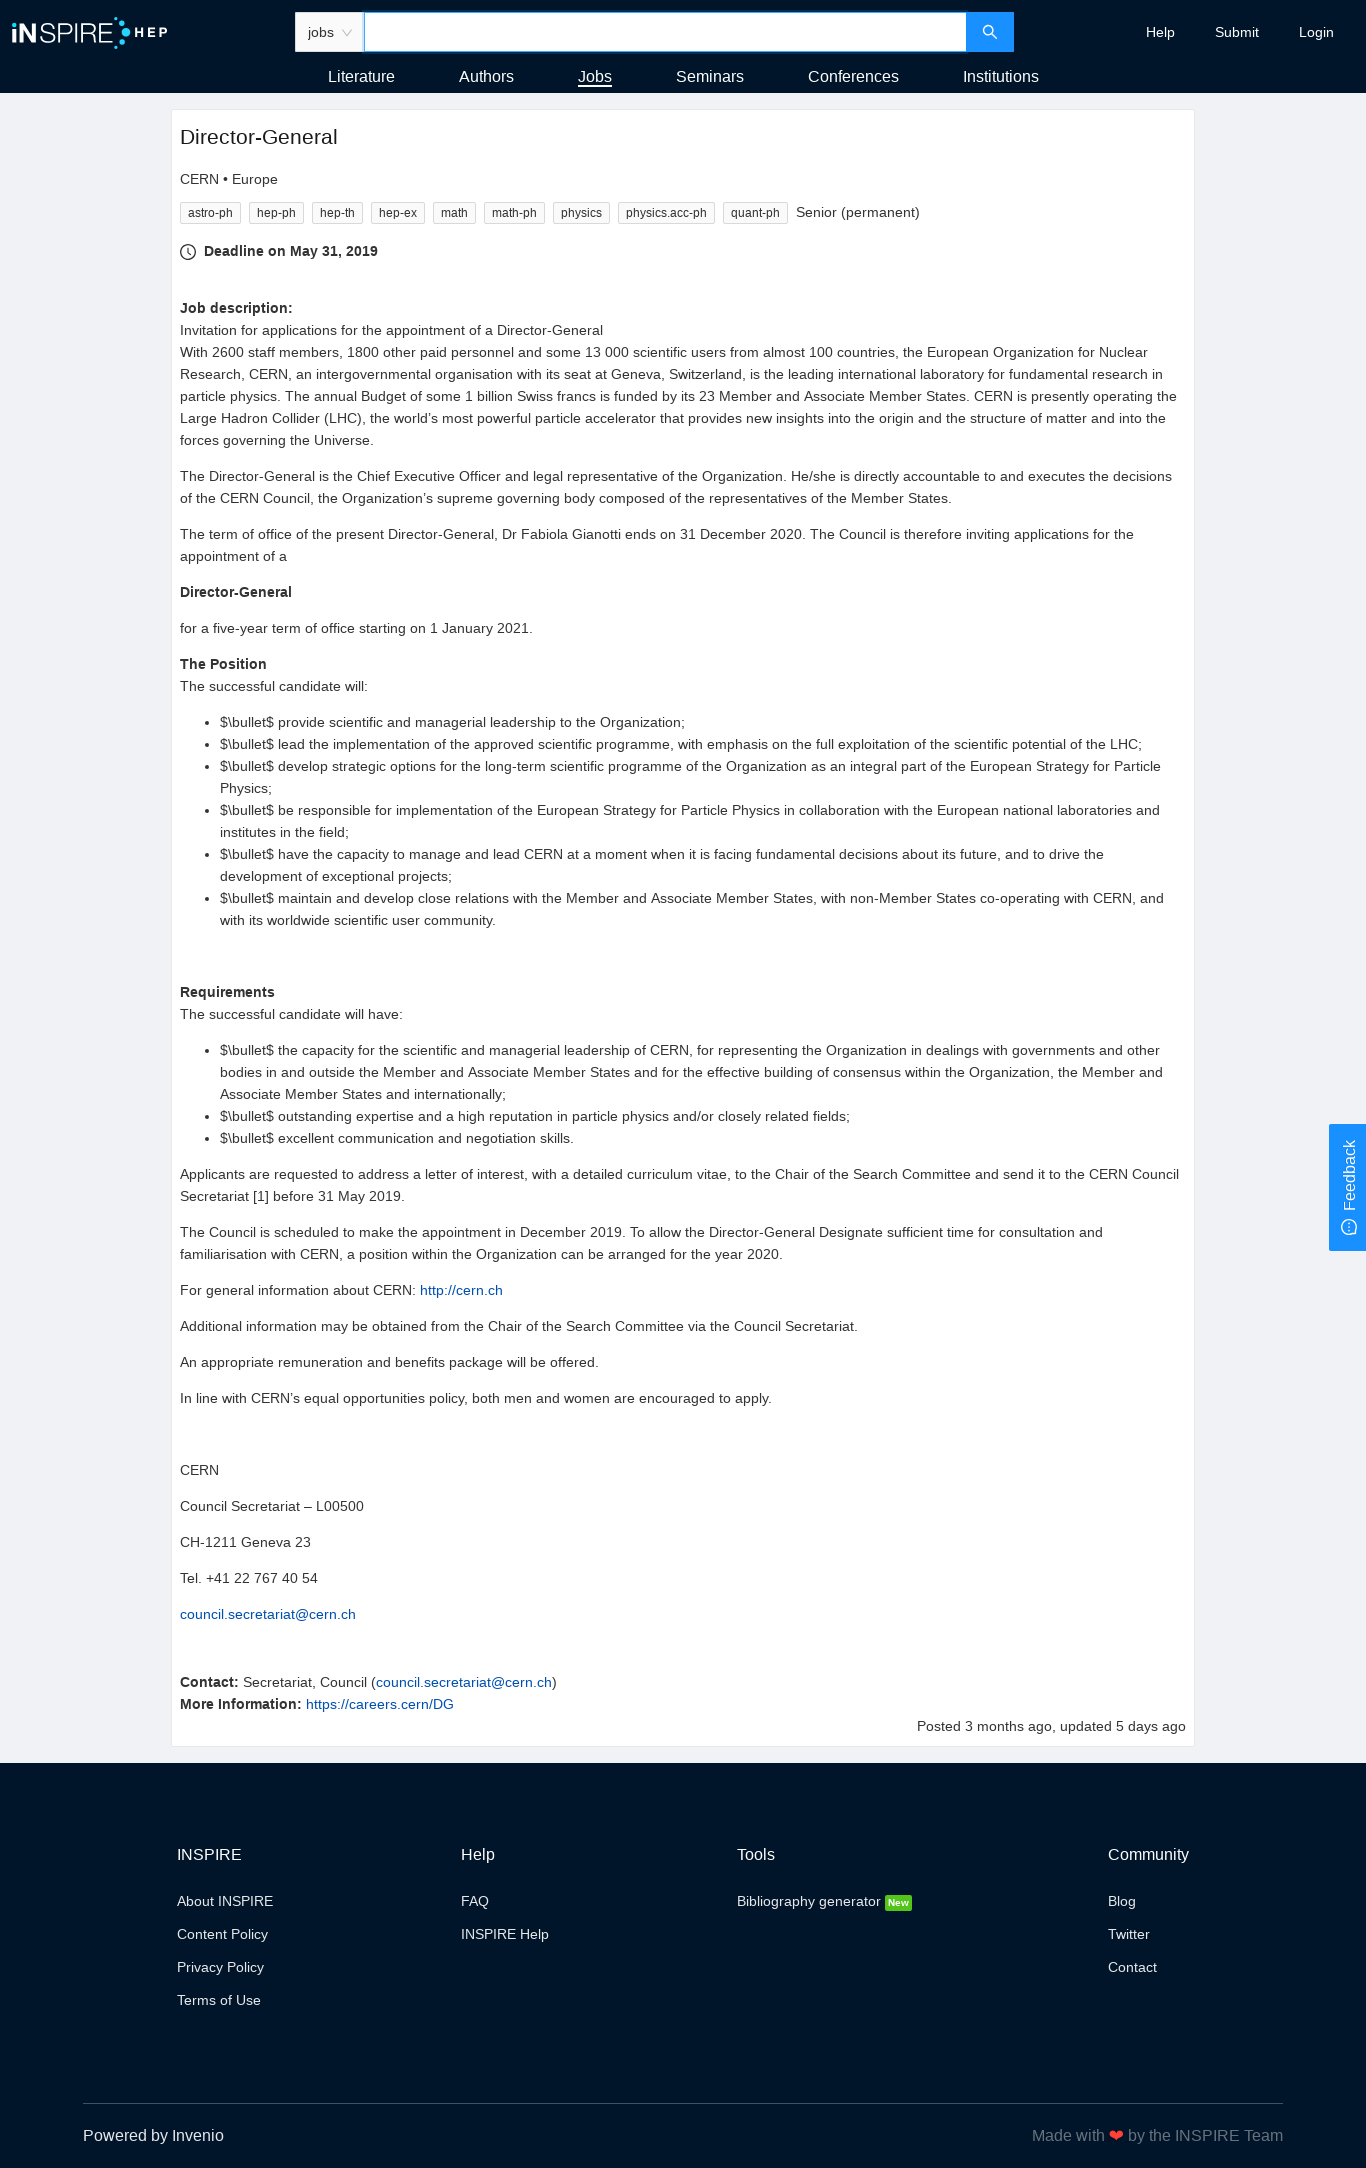 INSPIRE HEP
jobs
Help Submit Login
Literature Authors Jobs Seminars Conferences Institutions
Director-General
CERN • Europe
astro-ph hep-ph hep-th hep-ex math math-ph physics physics.acc-ph quant-ph Senior (permanent)
Deadline on May 31, 2019
Job description:
Invitation for applications for the appointment of a Director-General
With 2600 staff members, 1800 other paid personnel and some 13 000 scientific users from almost 100 countries, the European Organization for Nuclear
Research, CERN, an intergovernmental organisation with its seat at Geneva, Switzerland, is the leading international laboratory for fundamental research in
particle physics. The annual Budget of some 1 billion Swiss francs is funded by its 23 Member and Associate Member States. CERN is presently operating the
Large Hadron Collider (LHC), the world’s most powerful particle accelerator that provides new insights into the origin and the structure of matter and into the
forces governing the Universe.
The Director-General is the Chief Executive Officer and legal representative of the Organization. He/she is directly accountable to and executes the decisions
of the CERN Council, the Organization’s supreme governing body composed of the representatives of the Member States.
The term of office of the present Director-General, Dr Fabiola Gianotti ends on 31 December 2020. The Council is therefore inviting applications for the
appointment of a
Director-General
for a five-year term of office starting on 1 January 2021.
The Position
The successful candidate will:
• $\bullet$ provide scientific and managerial leadership to the Organization;
• $\bullet$ lead the implementation of the approved scientific programme, with emphasis on the full exploitation of the scientific potential of the LHC;
• $\bullet$ develop strategic options for the long-term scientific programme of the Organization as an integral part of the European Strategy for Particle
Physics;
• $\bullet$ be responsible for implementation of the European Strategy for Particle Physics in collaboration with the European national laboratories and
institutes in the field;
• $\bullet$ have the capacity to manage and lead CERN at a moment when it is facing fundamental decisions about its future, and to drive the
development of exceptional projects;
• $\bullet$ maintain and develop close relations with the Member and Associate Member States, with non-Member States co-operating with CERN, and
with its worldwide scientific user community.
Requirements
The successful candidate will have:
• $\bullet$ the capacity for the scientific and managerial leadership of CERN, for representing the Organization in dealings with governments and other
bodies in and outside the Member and Associate Member States and for the effective building of consensus within the Organization, the Member and
Associate Member States and internationally;
• $\bullet$ outstanding expertise and a high reputation in particle physics and/or closely related fields;
• $\bullet$ excellent communication and negotiation skills.
Applicants are requested to address a letter of interest, with a detailed curriculum vitae, to the Chair of the Search Committee and send it to the CERN Council
Secretariat [1] before 31 May 2019.
The Council is scheduled to make the appointment in December 2019. To allow the Director-General Designate sufficient time for consultation and
familiarisation with CERN, a position within the Organization can be arranged for the year 2020.
For general information about CERN: http://cern.ch
Additional information may be obtained from the Chair of the Search Committee via the Council Secretariat.
An appropriate remuneration and benefits package will be offered.
In line with CERN’s equal opportunities policy, both men and women are encouraged to apply.
CERN
Council Secretariat – L00500
CH-1211 Geneva 23
Tel. +41 22 767 40 54
council.secretariat@cern.ch
Contact: Secretariat, Council (council.secretariat@cern.ch)
More Information: https://careers.cern/DG
Posted 3 months ago, updated 5 days ago
Feedback
INSPIRE Help Tools Community
About INSPIRE FAQ Bibliography generator New Blog
Content Policy INSPIRE Help Twitter
Privacy Policy Contact
Terms of Use
Powered by Invenio Made with ❤ by the INSPIRE Team